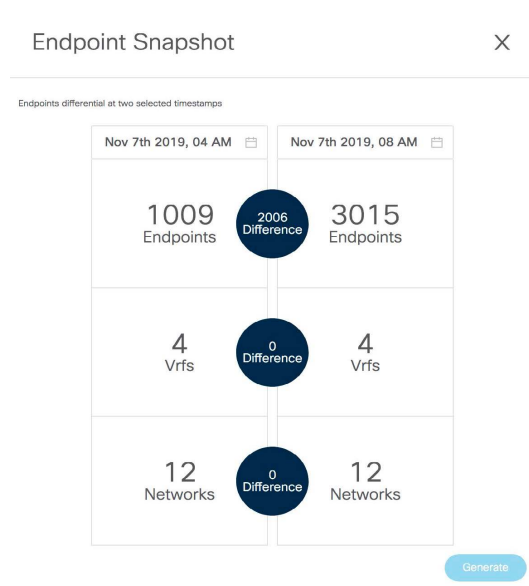 Endpoint Snapshot
X
Endpoints differential at two selected timestamps
Nov 7th 2019, 04 AM
Nov 7th 2019, 08 AM
1009
Endpoints
2006
Difference
3015
Endpoints
4
Vrfs
0
Difference
4
Vrfs
12
Networks
0
Difference
12
Networks
Generate